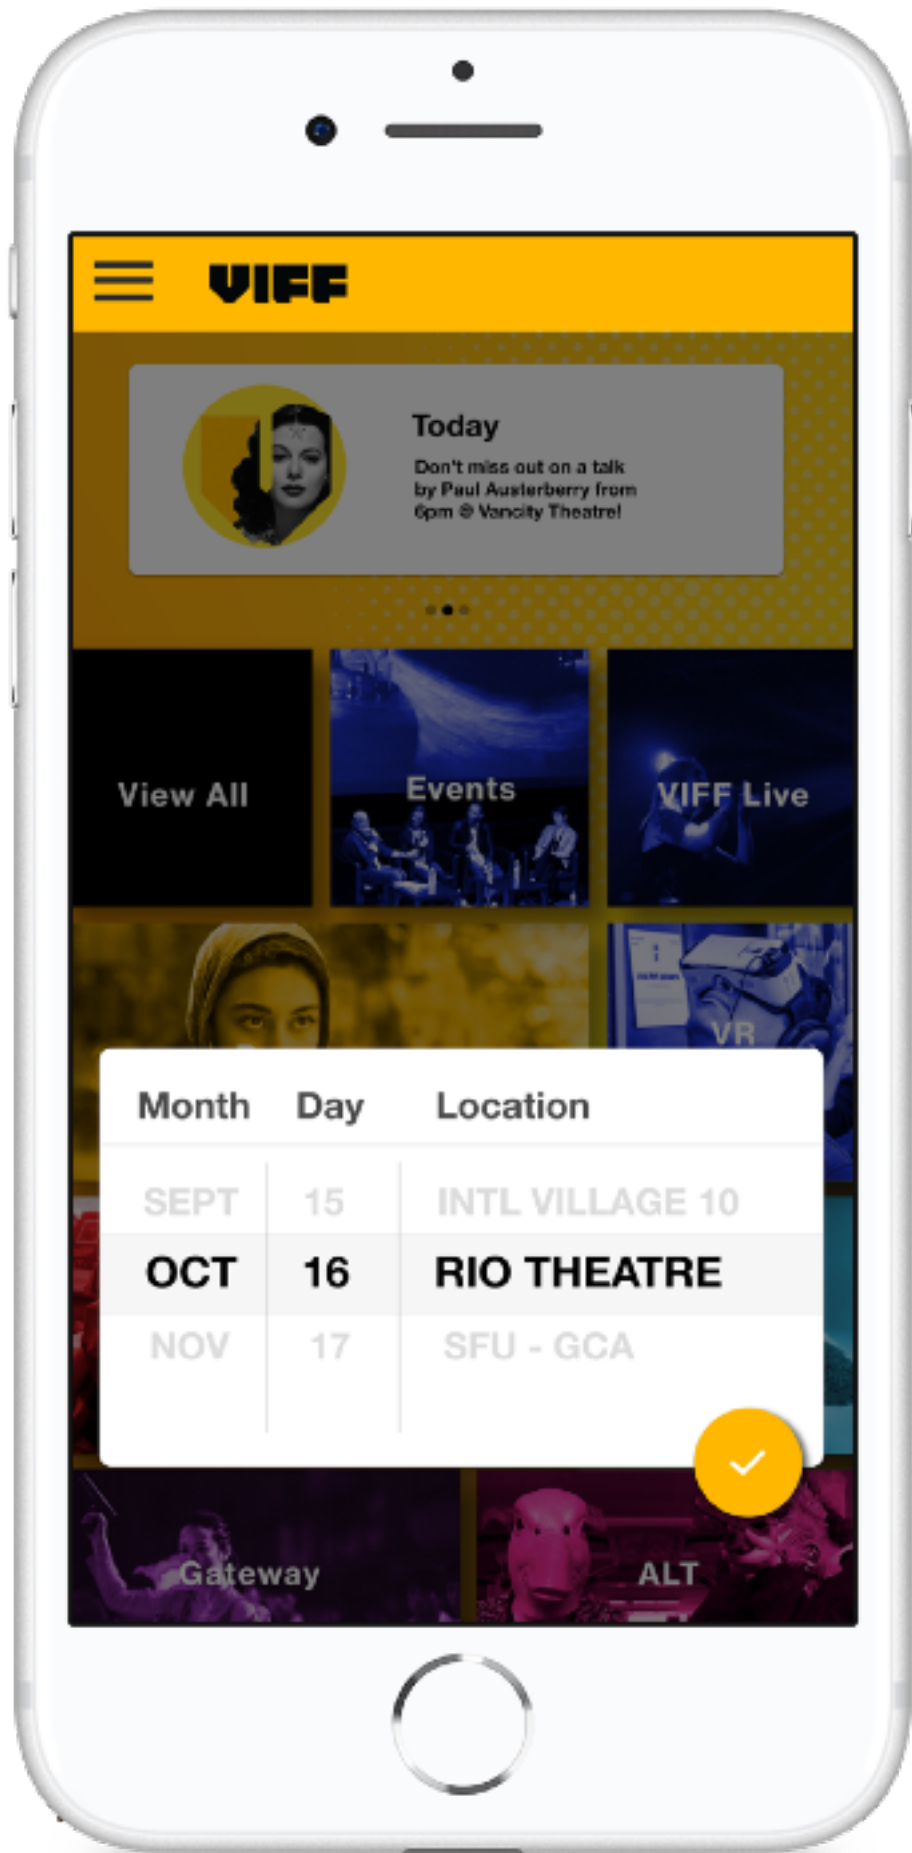 VIFF
Today
Don't miss out on a talk
by Paul Austerberry from
6pm @ Vancity Theatre!
View All
Events
VIFF Live
VR
Month Day Location
SEPT 15 INTL VILLAGE 10
OCT 16 RIO THEATRE
NOV 17 SFU - GCA
Gateway
ALT